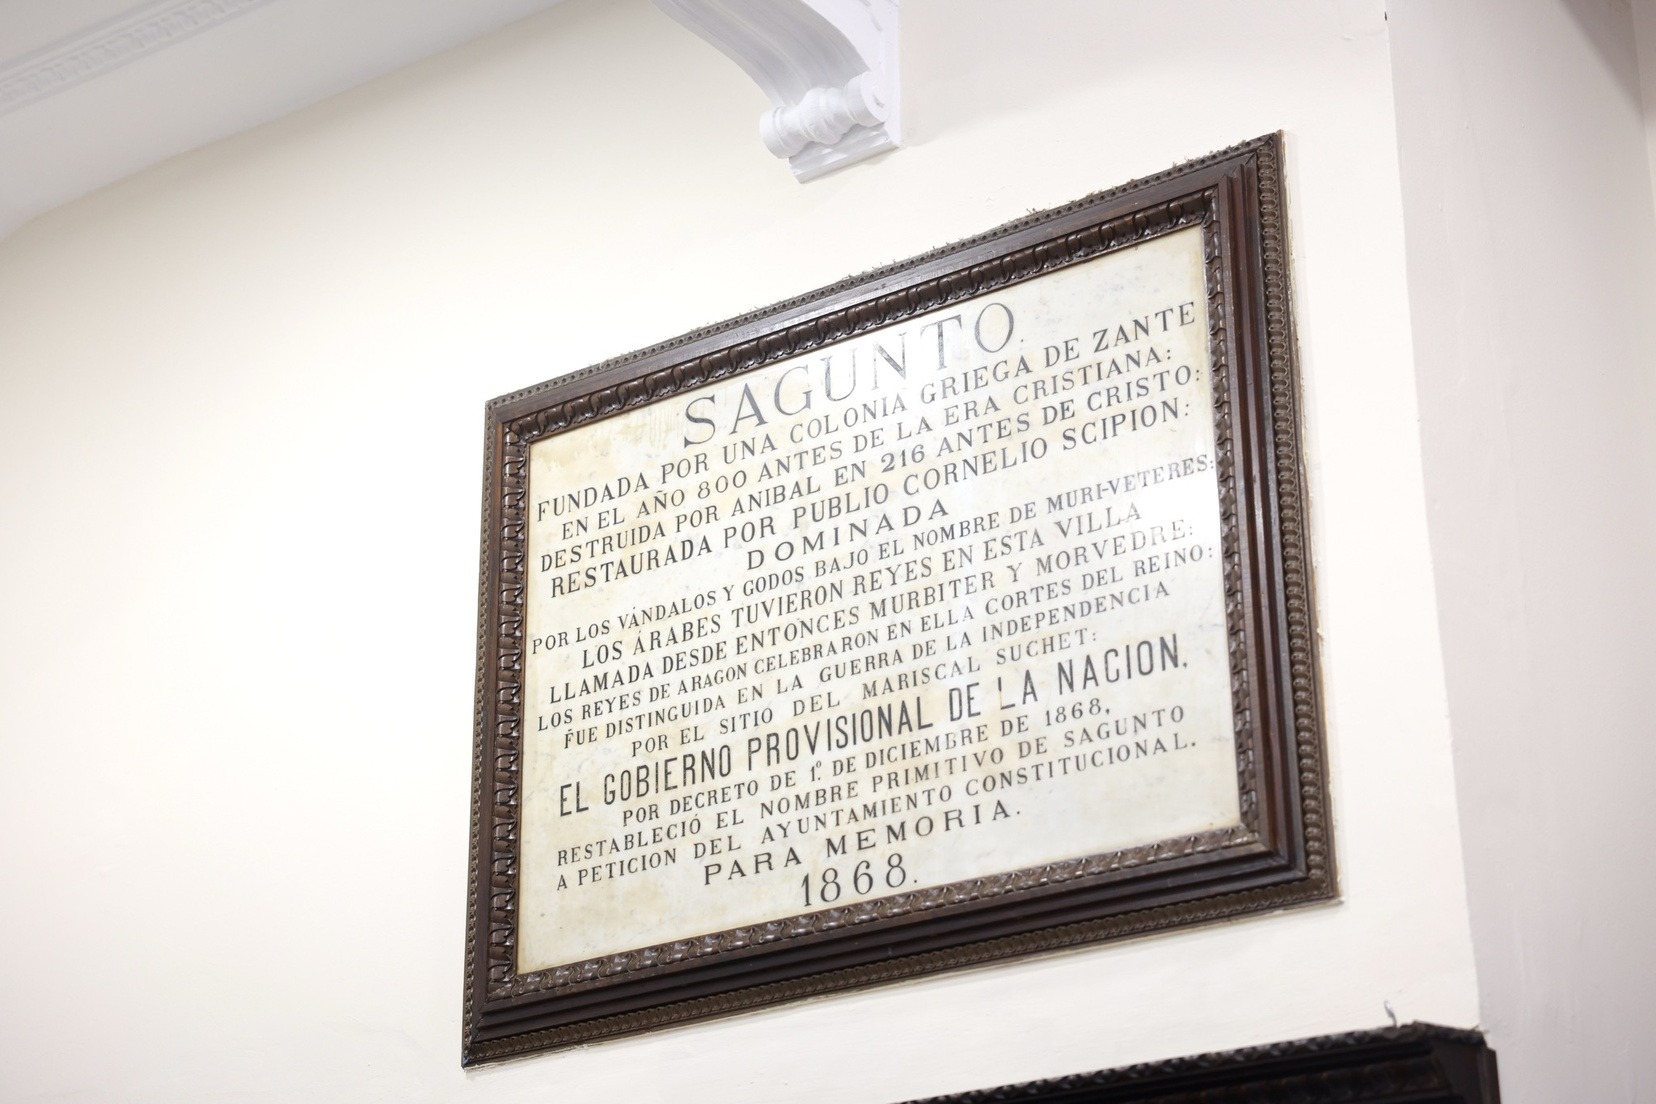 SAGUNTO.
FUNDADA POR UNA COLONIA GRIEGA DE ZANTE
EN EL AÑO 800 ANTES DE LA ERA CRISTIANA:
DESTRUIDA POR ANIBAL EN 216 ANTES DE CRISTO:
RESTAURADA POR PUBLIO CORNELIO SCIPION:
DOMINADA
POR LOS VÁNDALOS Y GODOS BAJO EL NOMBRE DE MURI-VETERES:
LOS ÁRABES TUVIERON REYES EN ESTA VILLA
LLAMADA DESDE ENTONCES MURBITER Y MORVEDRE:
LOS REYES DE ARAGON CELEBRARON EN ELLA CORTES DEL REINO:
FUE DISTINGUIDA EN LA GUERRA DE LA INDEPENDENCIA
POR EL SITIO DEL MARISCAL SUCHET:
EL GOBIERNO PROVISIONAL DE LA NACION,
POR DECRETO DE 1º. DE DICIEMBRE DE 1868,
RESTABLECIÓ EL NOMBRE PRIMITIVO DE SAGUNTO
A PETICION DEL AYUNTAMIENTO CONSTITUCIONAL.
PARA MEMORIA.
1868.